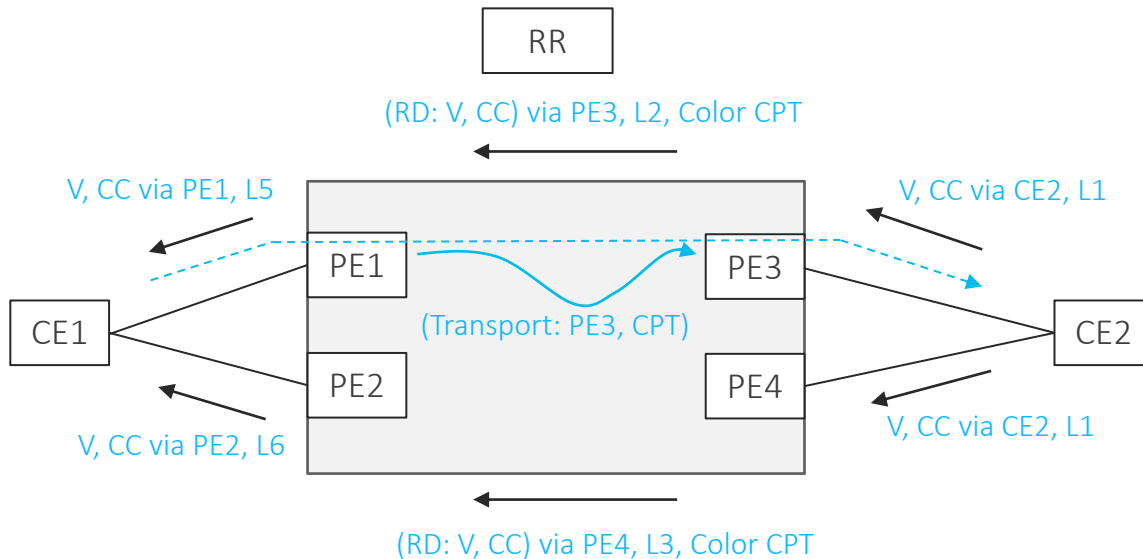 RR
(RD: V, CC) via PE3, L2, Color CPT
V, CC via PE1, L5
V, CC via CE2, L1
PE1
PE3
(Transport: PE3, CPT)
CE1
CE2
PE2
PE4
V, CC via PE2, L6
V, CC via CE2, L1
(RD: V, CC) via PE4, L3, Color CPT